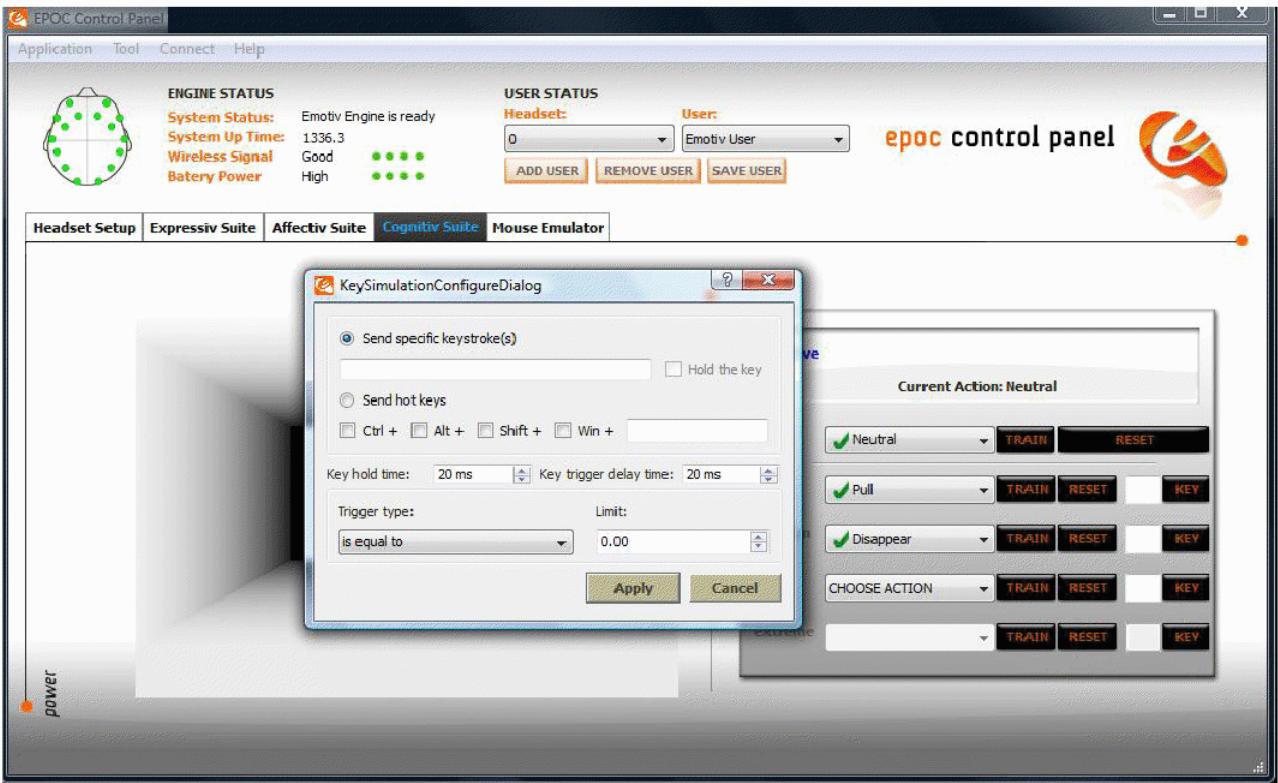 EPOC Control Panel
Application Tool Connect Help
ENGINE STATUS
System Status: Emotiv Engine is ready
System Up Time: 1336.3
Wireless Signal Good
Batery Power High
USER STATUS
Headset: User:
0 Emotiv User
ADD USER REMOVE USER SAVE USER
epoc control panel
Headset Setup Expressiv Suite Affectiv Suite Cognitiv Suite Mouse Emulator
KeySimulationConfigureDialog
Send specific keystroke(s)
Hold the key
Send hot keys
Ctrl + Alt + Shift + Win +
Key hold time: 20 ms Key trigger delay time: 20 ms
Trigger type: Limit:
is equal to 0.00
Apply Cancel
ve
Current Action: Neutral
Neutral TRAIN RESET
Pull TRAIN RESET KEY
n Disappear TRAIN RESET KEY
CHOOSE ACTION TRAIN RESET KEY
Extreme TRAIN RESET KEY
power